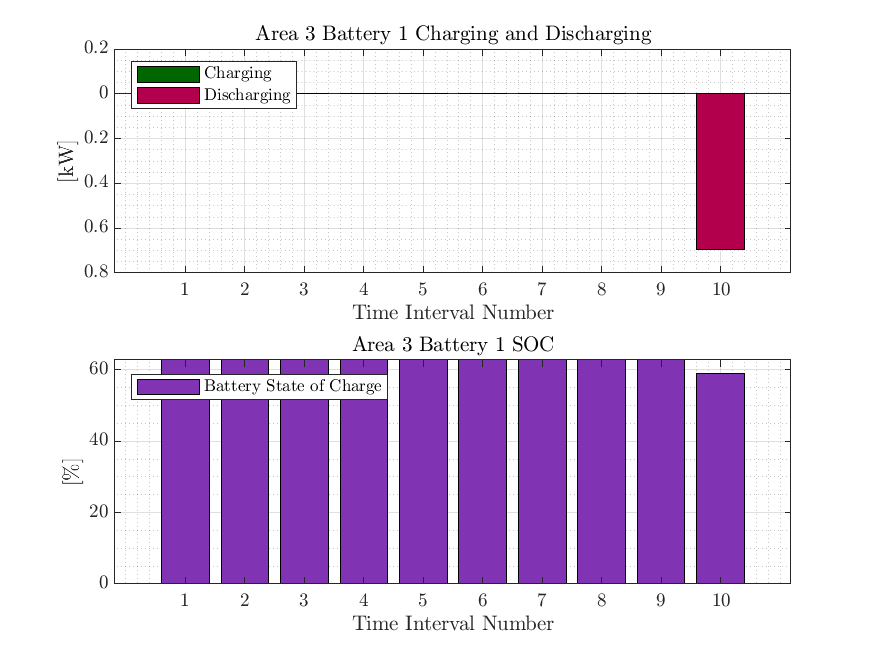 Area 3 Battery 1 Charging and Discharging
0.2
0
0.2
0.4
0.6
0.8
[kW]
Charging
Discharging
1 2 3 4 5 6 7 8 9 10
Time Interval Number
Area 3 Battery 1 SOC
60
40
20
0
[%]
Battery State of Charge
1 2 3 4 5 6 7 8 9 10
Time Interval Number